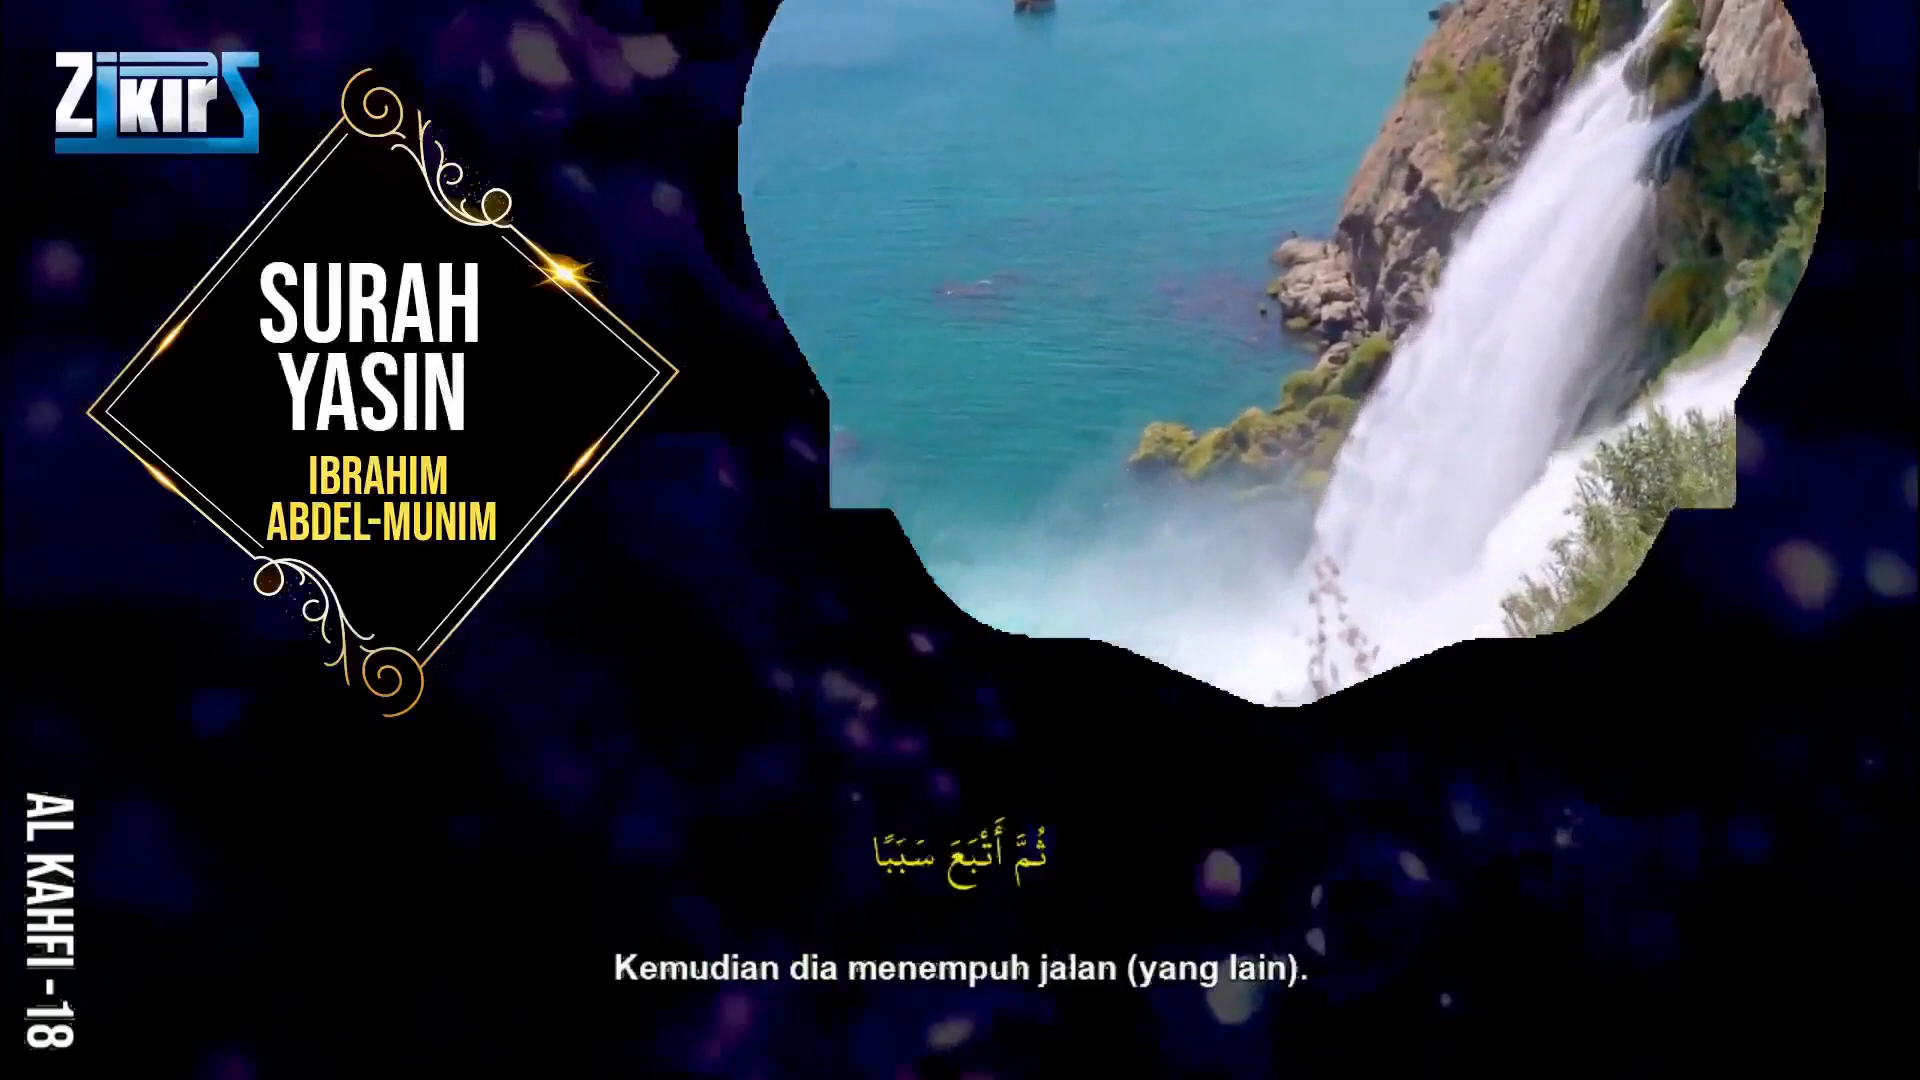 Zikir
SURAH
YASIN
IBRAHIM
ABDEL-MUNIM
AL KAHFI - 18
ثُمَّ أَتْبَعَ سَبَبًا
Kemudian dia menempuh jalan (yang lain).